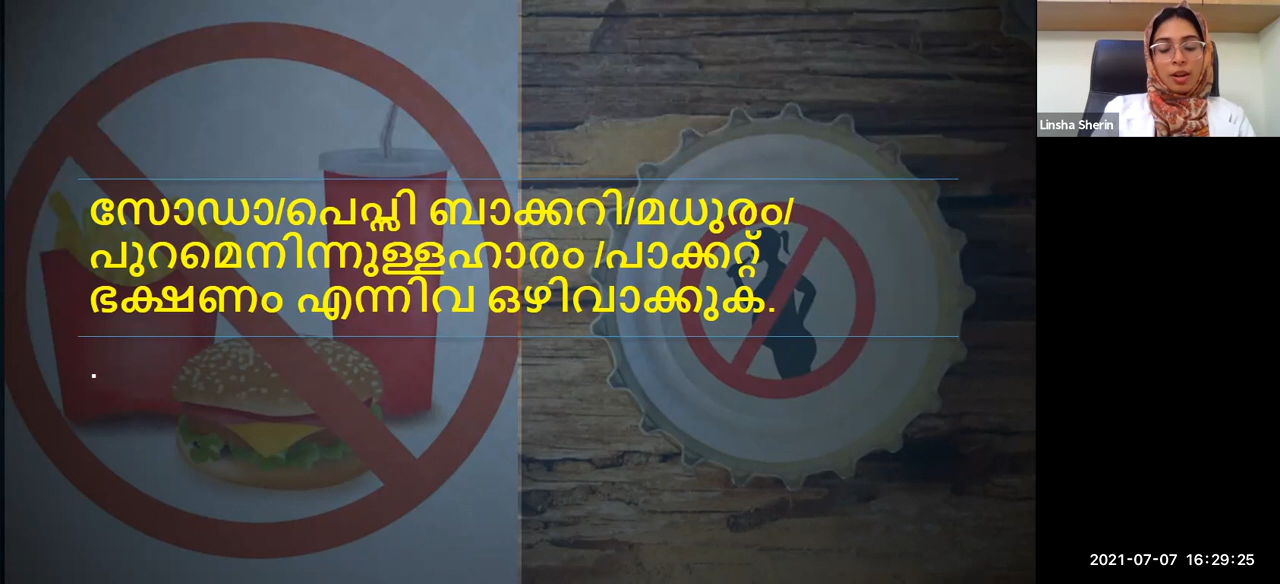 സോഡാ/പെപ്സി ബാക്കറി/മധുരം/
പുറമെനിന്നുള്ളഹാരം /പാക്കറ്റ്
ഭക്ഷണം എന്നിവ ഒഴിവാക്കുക.
.
Linsha Sherin
2021-07-07 16:29:25